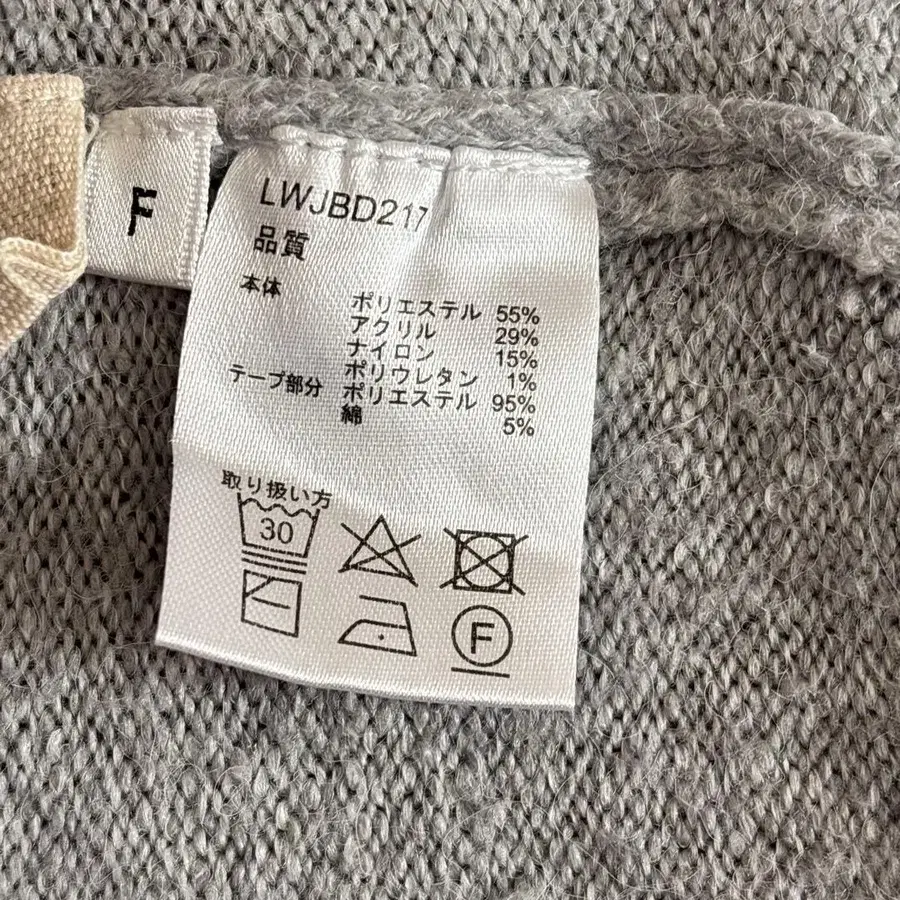 F
LWJBD217
品質
本体 ポリエステル 55%
アクリル 29%
ナイロン 15%
ポリウレタン 1%
テープ部分 ポリエステル 95%
綿 5%
取り扱い方
30
F